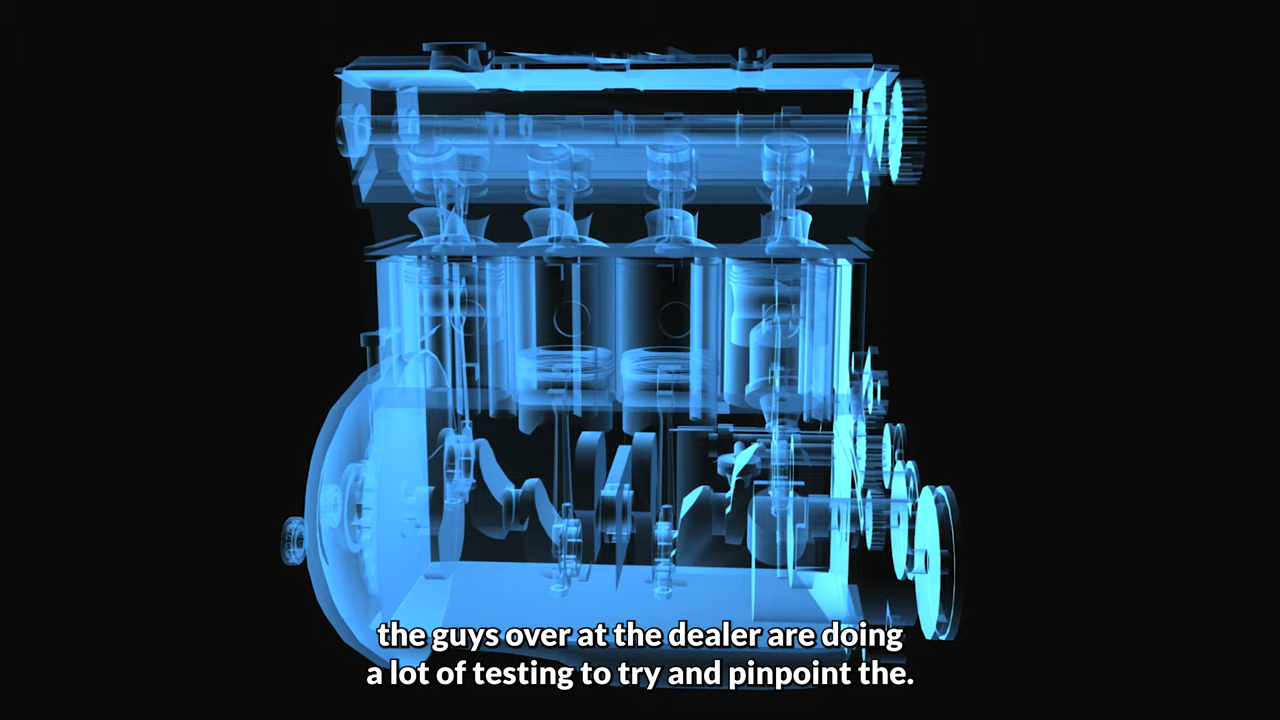 the guys over at the dealer are doing
a lot of testing to try and pinpoint the.